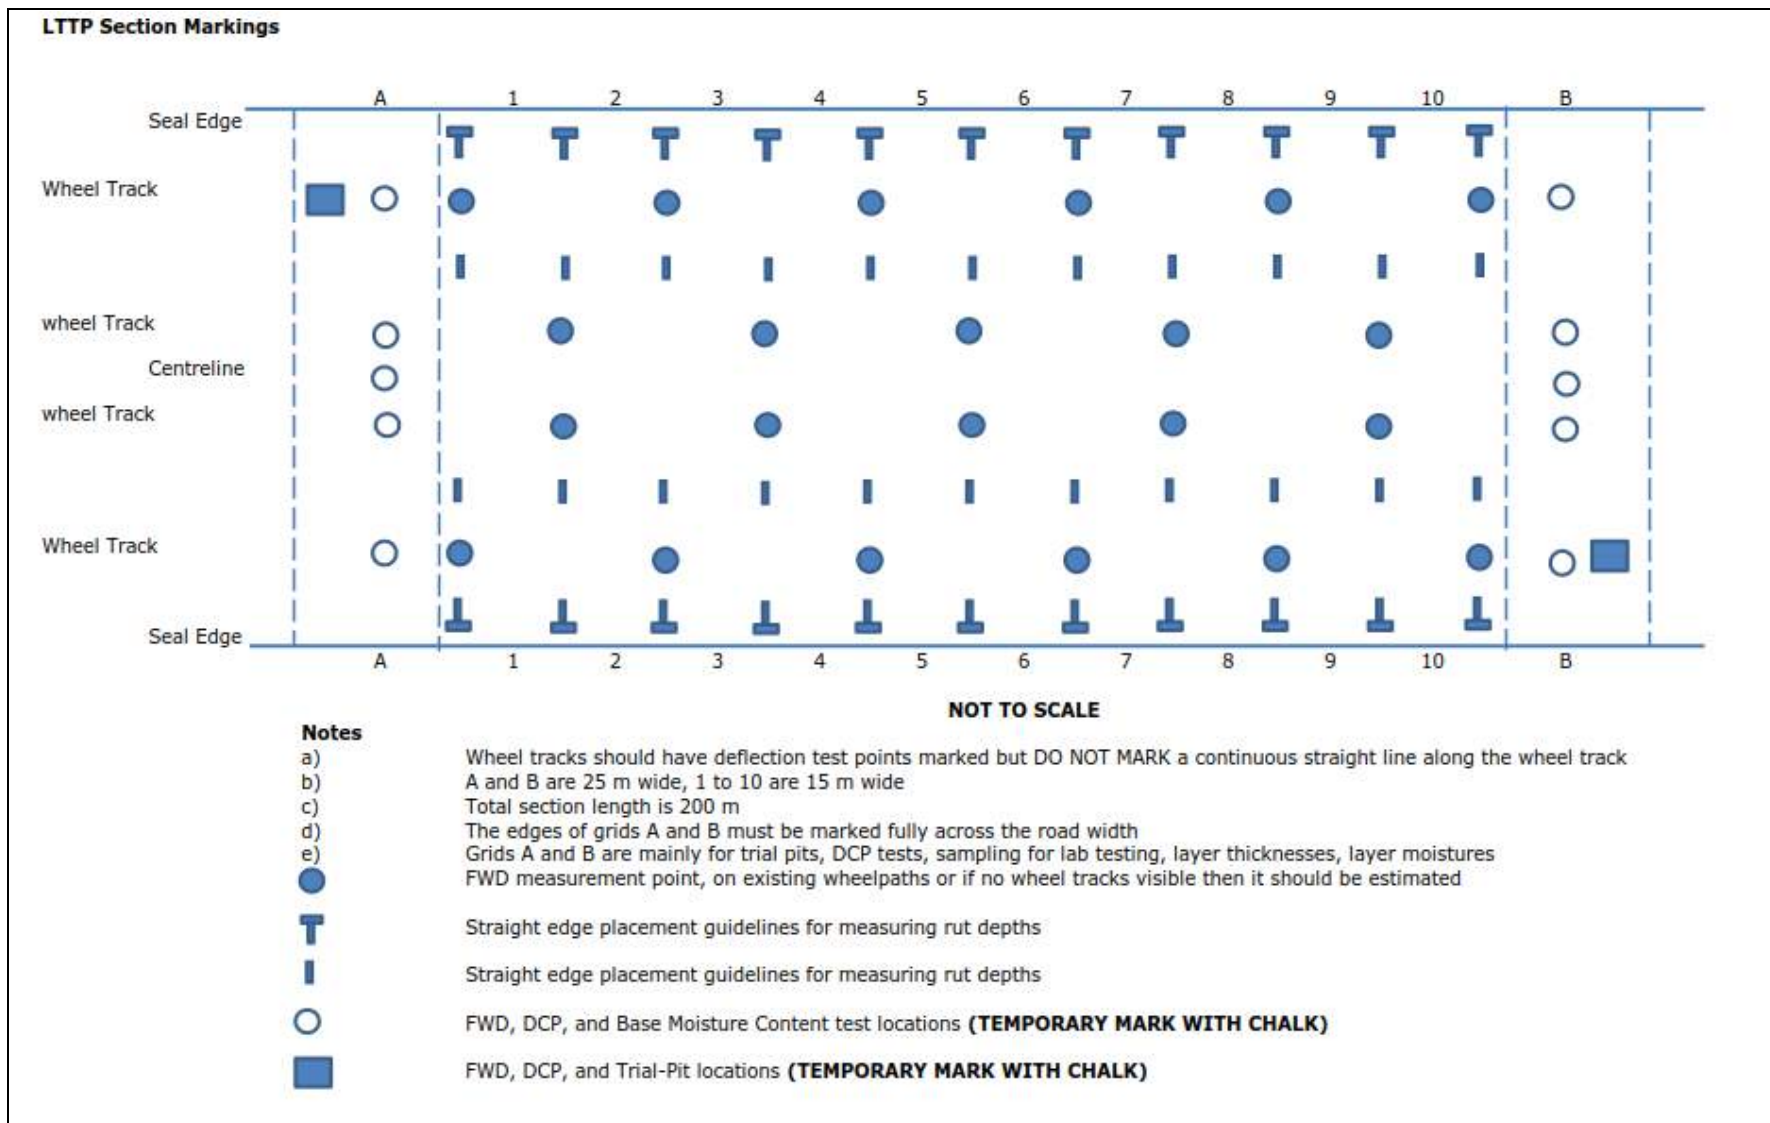 LTTP Section Markings
A 1 2 3 4 5 6 7 8 9 10 B
Seal Edge
Wheel Track
wheel Track
Centreline
wheel Track
Wheel Track
Seal Edge
A 1 2 3 4 5 6 7 8 9 10 B
NOT TO SCALE
Notes
a) Wheel tracks should have deflection test points marked but DO NOT MARK a continuous straight line along the wheel track
b) A and B are 25 m wide, 1 to 10 are 15 m wide
c) Total section length is 200 m
d) The edges of grids A and B must be marked fully across the road width
e) Grids A and B are mainly for trial pits, DCP tests, sampling for lab testing, layer thicknesses, layer moistures
FWD measurement point, on existing wheelpaths or if no wheel tracks visible then it should be estimated
Straight edge placement guidelines for measuring rut depths
Straight edge placement guidelines for measuring rut depths
FWD, DCP, and Base Moisture Content test locations (TEMPORARY MARK WITH CHALK)
FWD, DCP, and Trial-Pit locations (TEMPORARY MARK WITH CHALK)